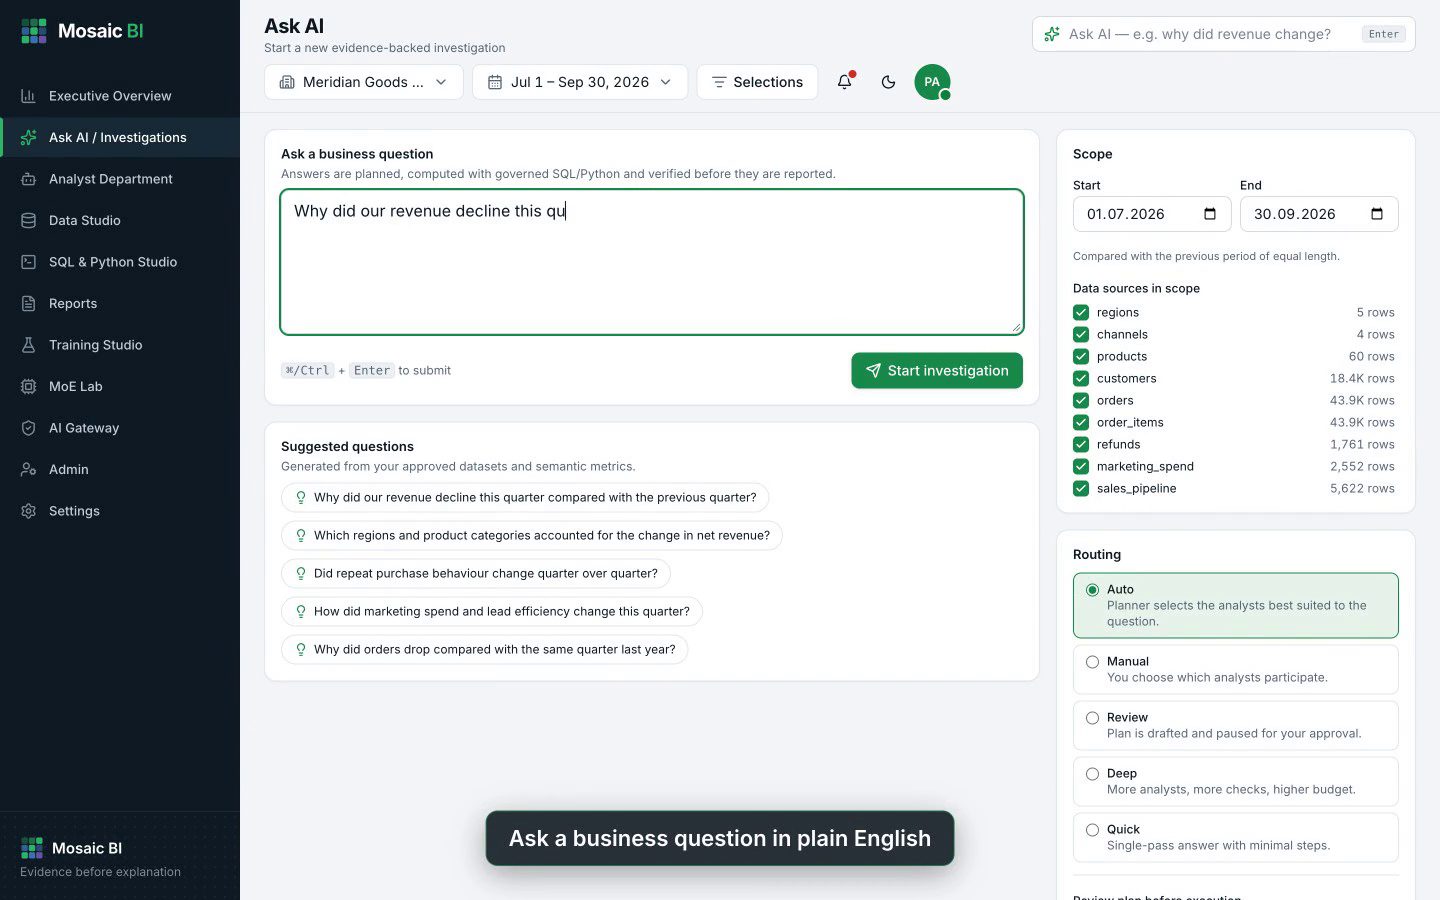 Mosaic BI
Executive Overview
Ask AI / Investigations
Analyst Department
Data Studio
SQL & Python Studio
Reports
Training Studio
MoE Lab
AI Gateway
Admin
Settings
Mosaic BI
Evidence before explanation
Ask AI
Start a new evidence-backed investigation
Ask AI — e.g. why did revenue change?
Enter
Meridian Goods ...
Jul 1 – Sep 30, 2026
Selections
PA
Ask a business question
Answers are planned, computed with governed SQL/Python and verified before they are reported.
Why did our revenue decline this qu
⌘/Ctrl + Enter to submit
Start investigation
Suggested questions
Generated from your approved datasets and semantic metrics.
Why did our revenue decline this quarter compared with the previous quarter?
Which regions and product categories accounted for the change in net revenue?
Did repeat purchase behaviour change quarter over quarter?
How did marketing spend and lead efficiency change this quarter?
Why did orders drop compared with the same quarter last year?
Scope
Start End
01.07.2026 30.09.2026
Compared with the previous period of equal length.
Data sources in scope
regions 5 rows
channels 4 rows
products 60 rows
customers 18.4K rows
orders 43.9K rows
order_items 43.9K rows
refunds 1,761 rows
marketing_spend 2,552 rows
sales_pipeline 5,622 rows
Routing
Auto
Planner selects the analysts best suited to the
question.
Manual
You choose which analysts participate.
Review
Plan is drafted and paused for your approval.
Deep
More analysts, more checks, higher budget.
Quick
Single-pass answer with minimal steps.
Review plan before execution
Ask a business question in plain English